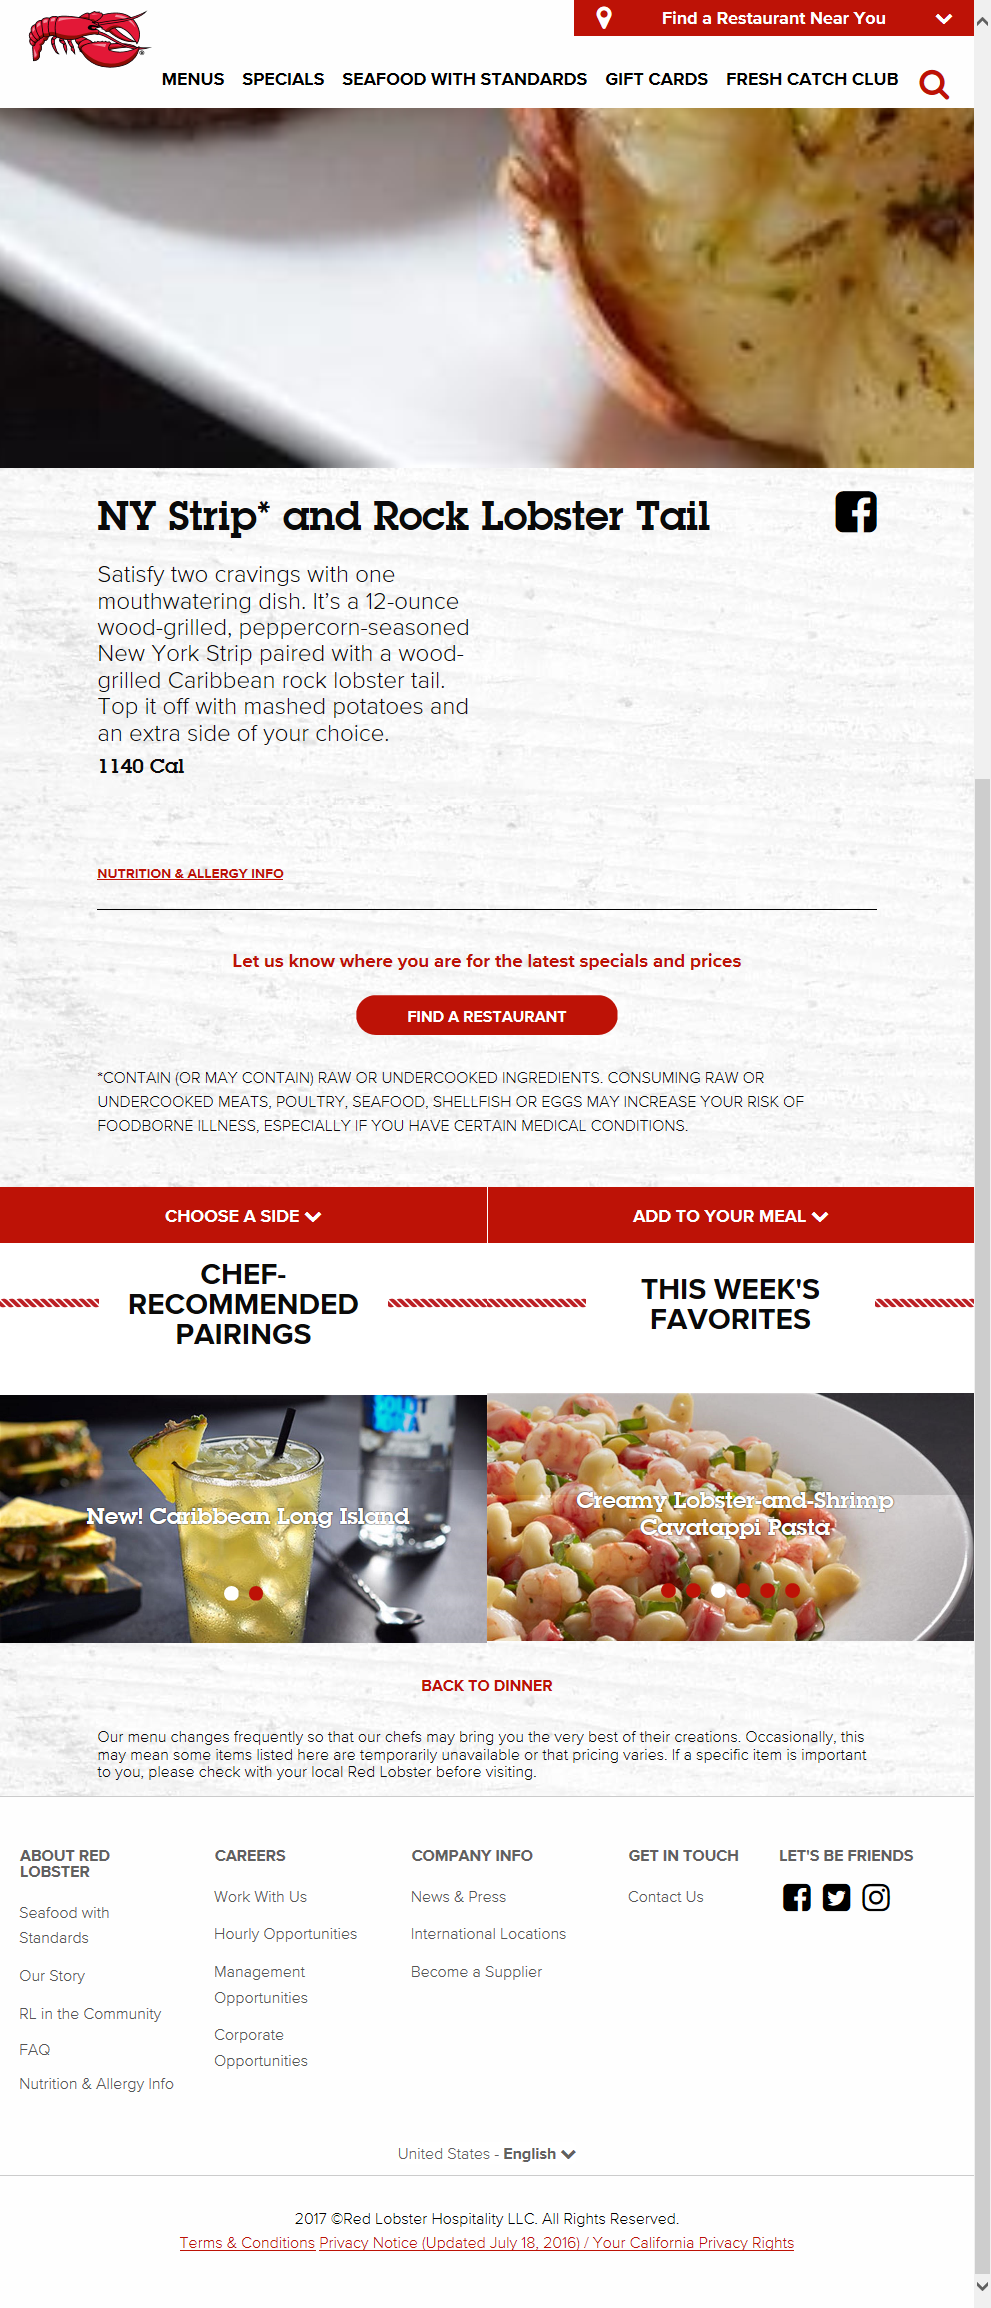 Find a Restaurant Near You
MENUS SPECIALS SEAFOOD WITH STANDARDS GIFT CARDS FRESH CATCH CLUB
NY Strip* and Rock Lobster Tail
Satisfy two cravings with one
mouthwatering dish. It's a 12-ounce
wood-grilled, peppercorn-seasoned
New York Strip paired with a wood-
grilled Caribbean rock lobster tail.
Top it off with mashed potatoes and
an extra side of your choice.
1140 Cal
NUTRITION & ALLERGY INFO
Let us know where you are for the latest specials and prices
FIND A RESTAURANT
*CONTAIN (OR MAY CONTAIN) RAW OR UNDERCOOKED INGREDIENTS. CONSUMING RAW OR
UNDERCOOKED MEATS, POULTRY, SEAFOOD, SHELLFISH OR EGGS MAY INCREASE YOUR RISK OF
FOODBORNE ILLNESS, ESPECIALLY IF YOU HAVE CERTAIN MEDICAL CONDITIONS.
CHOOSE A SIDE
ADD TO YOUR MEAL
CHEF-
RECOMMENDED
PAIRINGS
THIS WEEK'S
FAVORITES
New! Caribbean Long Island
Creamy Lobster-and-Shrimp
Cavatappi Pasta
BACK TO DINNER
Our menu changes frequently so that our chefs may bring you the very best of their creations. Occasionally, this
may mean some items listed here are temporarily unavailable or that pricing varies. If a specific item is important
to you, please check with your local Red Lobster before visiting.
ABOUT RED
LOBSTER
Seafood with
Standards
Our Story
RL in the Community
FAQ
Nutrition & Allergy Info
CAREERS
Work With Us
Hourly Opportunities
Management
Opportunities
Corporate
Opportunities
COMPANY INFO
News & Press
International Locations
Become a Supplier
GET IN TOUCH
Contact Us
LET'S BE FRIENDS
United States - English
2017 ©Red Lobster Hospitality LLC. All Rights Reserved.
Terms & Conditions Privacy Notice (Updated July 18, 2016) / Your California Privacy Rights